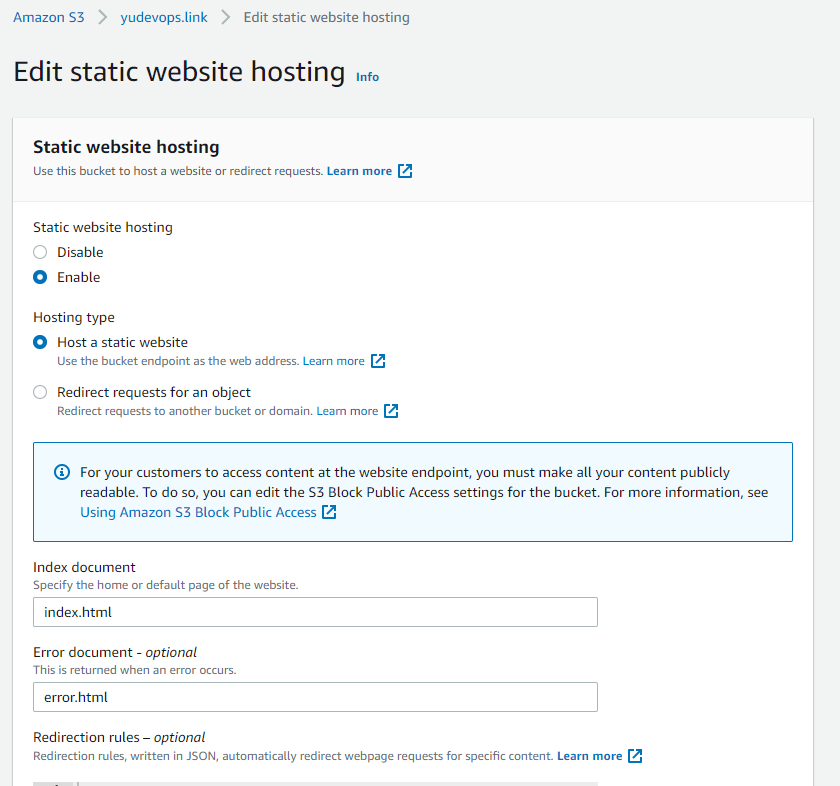 Amazon S3 > yudevops.link > Edit static website hosting
Edit static website hosting Info
Static website hosting
Use this bucket to host a website or redirect requests. Learn more
Static website hosting
Disable
Enable
Hosting type
Host a static website
Use the bucket endpoint as the web address. Learn more
Redirect requests for an object
Redirect requests to another bucket or domain. Learn more
For your customers to access content at the website endpoint, you must make all your content publicly
readable. To do so, you can edit the S3 Block Public Access settings for the bucket. For more information, see
Using Amazon S3 Block Public Access
Index document
Specify the home or default page of the website.
index.html
Error document - optional
This is returned when an error occurs.
error.html
Redirection rules – optional
Redirection rules, written in JSON, automatically redirect webpage requests for specific content. Learn more